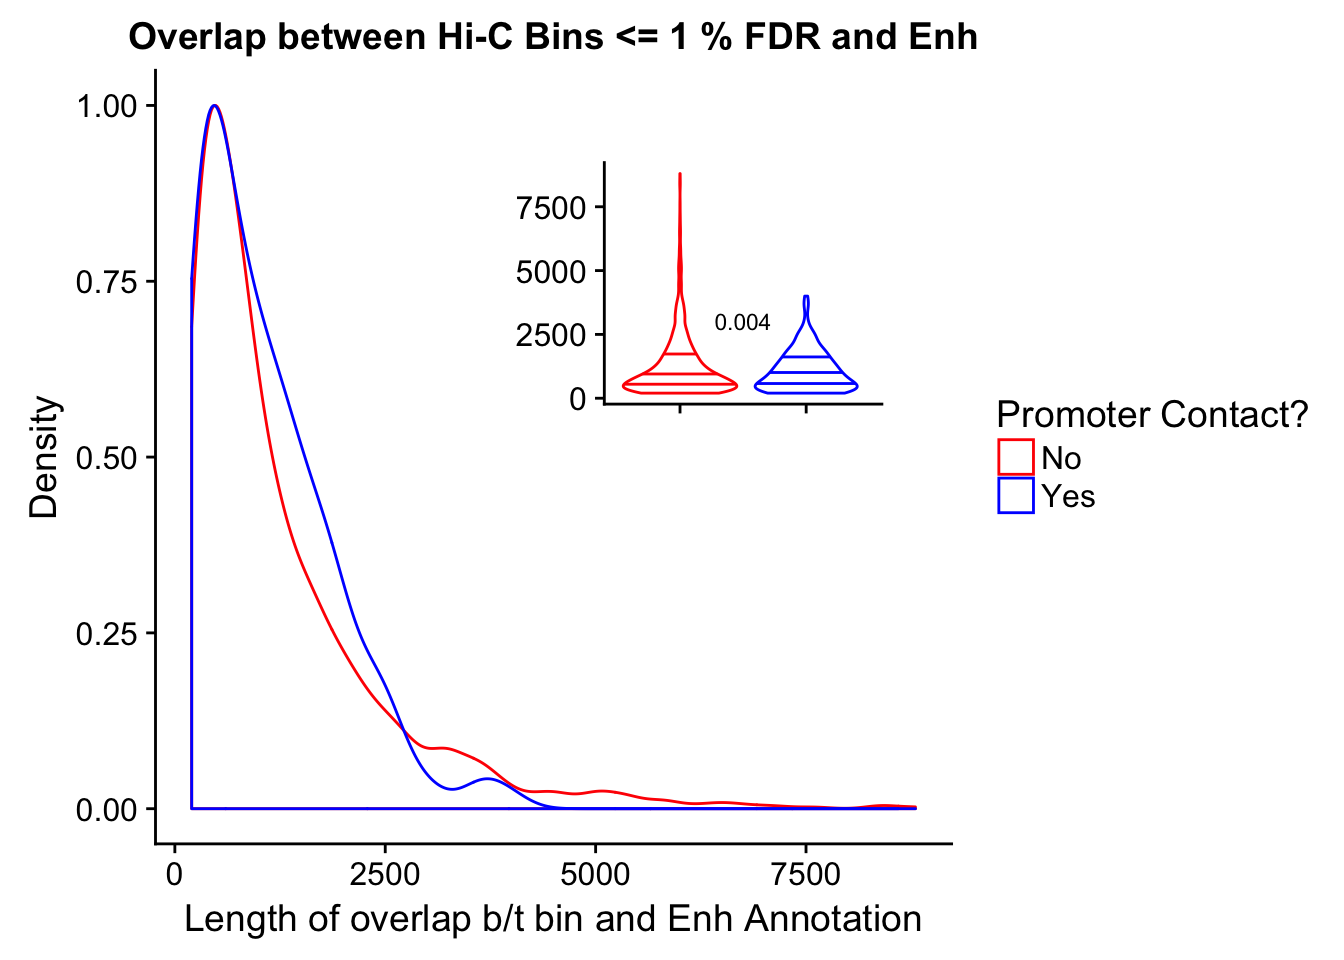 Overlap between Hi-C Bins <= 1 % FDR and Enh
1.00
0.75
0.50
0.25
0.00
Density
0
2500
5000
7500
Length of overlap b/t bin and Enh Annotation
7500
5000
2500
0
0.004
Promoter Contact?
No
Yes